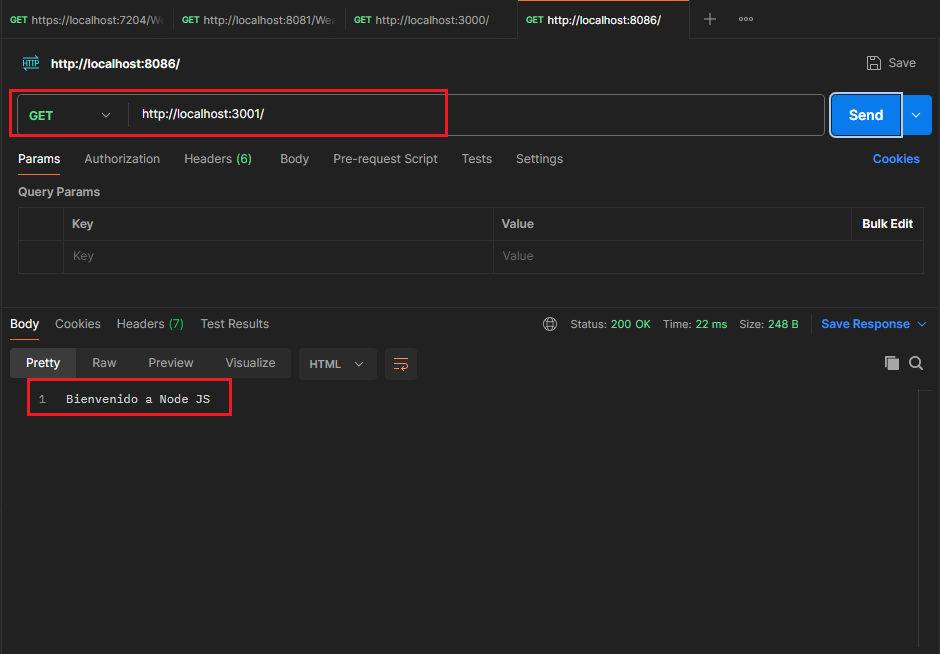 GET https://localhost:7204/We GET http://localhost:8081/Wea GET http://localhost:3000/ GET http://localhost:8086/
HTTP http://localhost:8086/ Save
GET http://localhost:3001/ Send
Params Authorization Headers (6) Body Pre-request Script Tests Settings Cookies
Query Params
Key Value Bulk Edit
Key Value
Body Cookies Headers (7) Test Results Status: 200 OK Time: 22 ms Size: 248 B Save Response
Pretty Raw Preview Visualize HTML
1 Bienvenido a Node JS